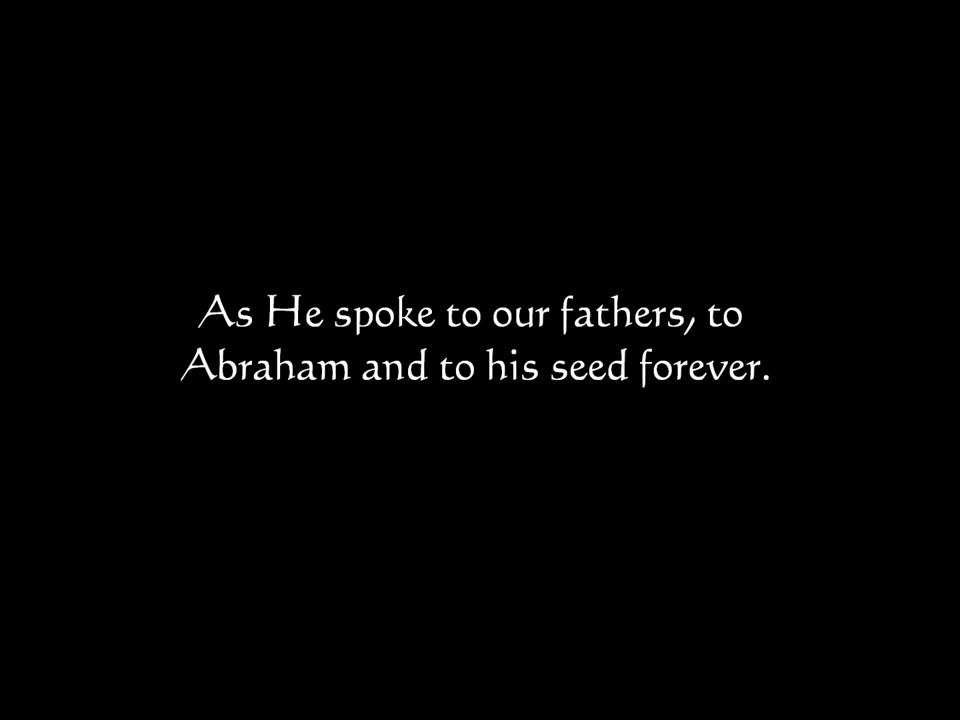 As He spoke to our fathers, to
Abraham and to his seed forever.